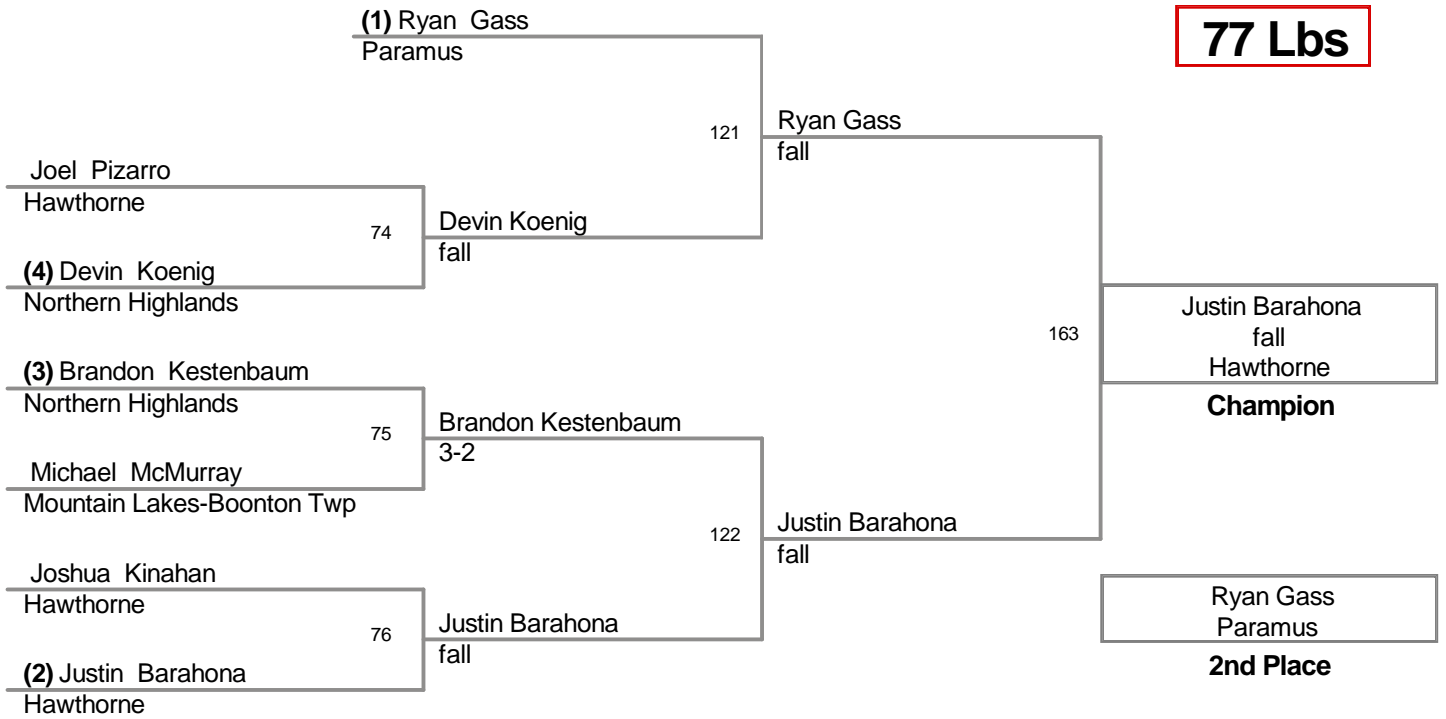 (1) Ryan Gass
Paramus
77 Lbs
121
Ryan Gass
fall
Joel Pizarro
Hawthorne
74
Devin Koenig
fall
(4) Devin Koenig
Northern Highlands
163
Justin Barahona
fall
Hawthorne
Champion
(3) Brandon Kestenbaum
Northern Highlands
75
Brandon Kestenbaum
3-2
Michael McMurray
Mountain Lakes-Boonton Twp
122
Justin Barahona
fall
Joshua Kinahan
Hawthorne
76
Justin Barahona
fall
(2) Justin Barahona
Hawthorne
Ryan Gass
Paramus
2nd Place